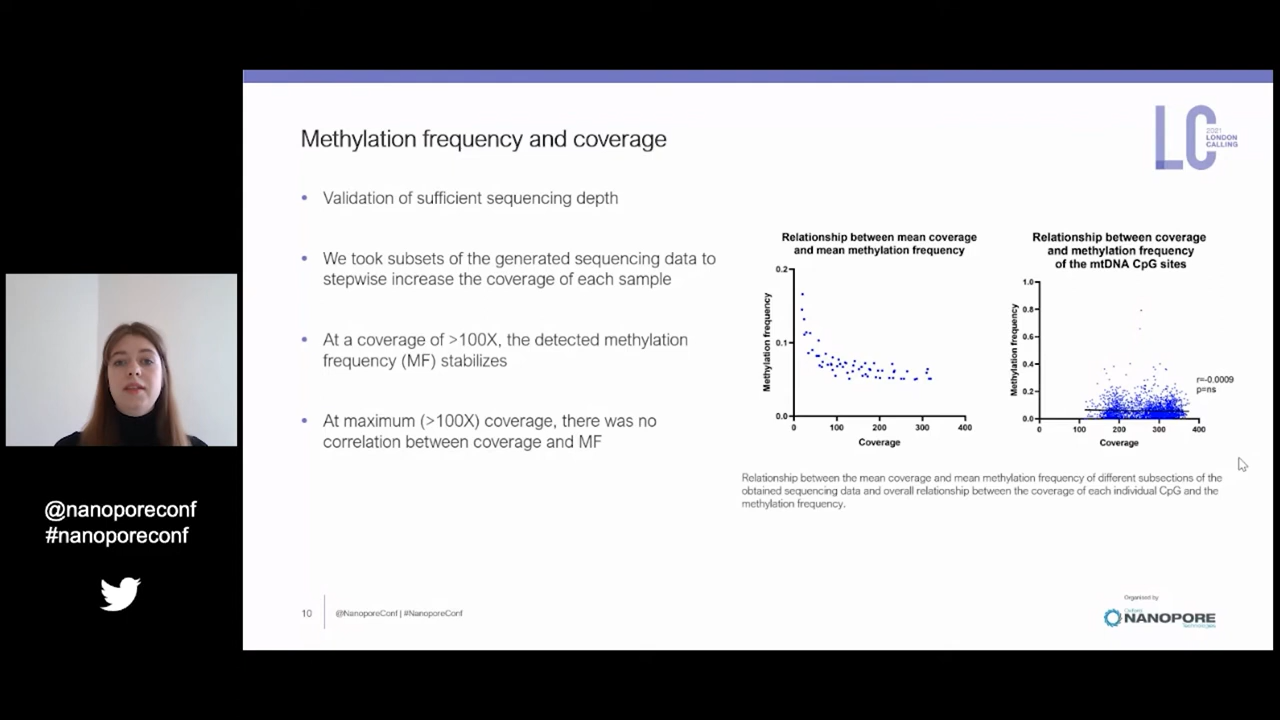 Methylation frequency and coverage
LC
2021
LONDON
CALLING
• Validation of sufficient sequencing depth
• We took subsets of the generated sequencing data to
stepwise increase the coverage of each sample
• At a coverage of >100X, the detected methylation
frequency (MF) stabilizes
• At maximum (>100X) coverage, there was no
correlation between coverage and MF
Relationship between mean coverage
and mean methylation frequency
Methylation frequency
0.2
0.1
0.0
0 100 200 300 400
Coverage
Relationship between coverage
and methylation frequency
of the mtDNA CpG sites
Methylation frequency
1.0
0.8
0.6
0.4
0.2
0.0
0 100 200 300 400
Coverage
r=-0.0009
p=ns
Relationship between the mean coverage and mean methylation frequency of different subsections of the
obtained sequencing data and overall relationship between the coverage of each individual CpG and the
methylation frequency.
@nanoporeconf
#nanoporeconf
10
@NanoporeConf | #NanoporeConf
Organised by
Oxford
NANOPORE
Technologies